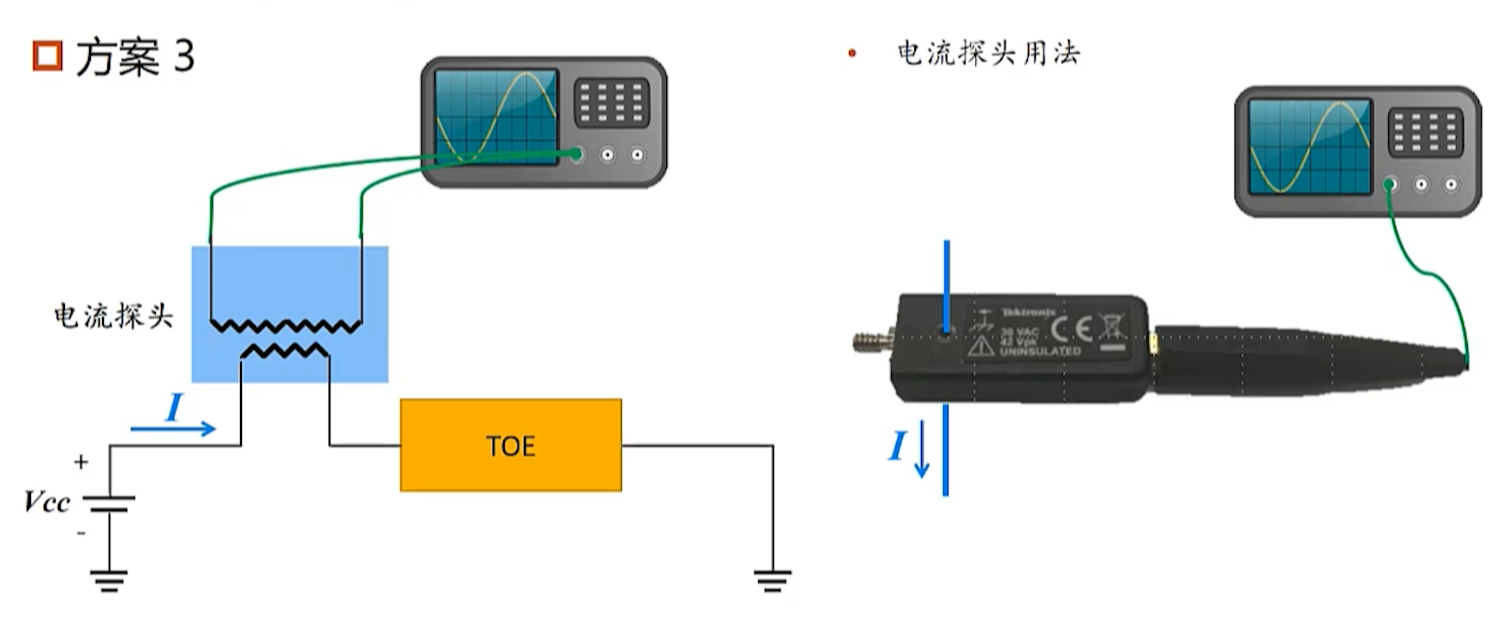 方案 3
电流探头
I
+
Vcc
-
TOE
• 电流探头用法
Tektronix
30 VAC
42 Vpk
UNINSULATED
CE
I